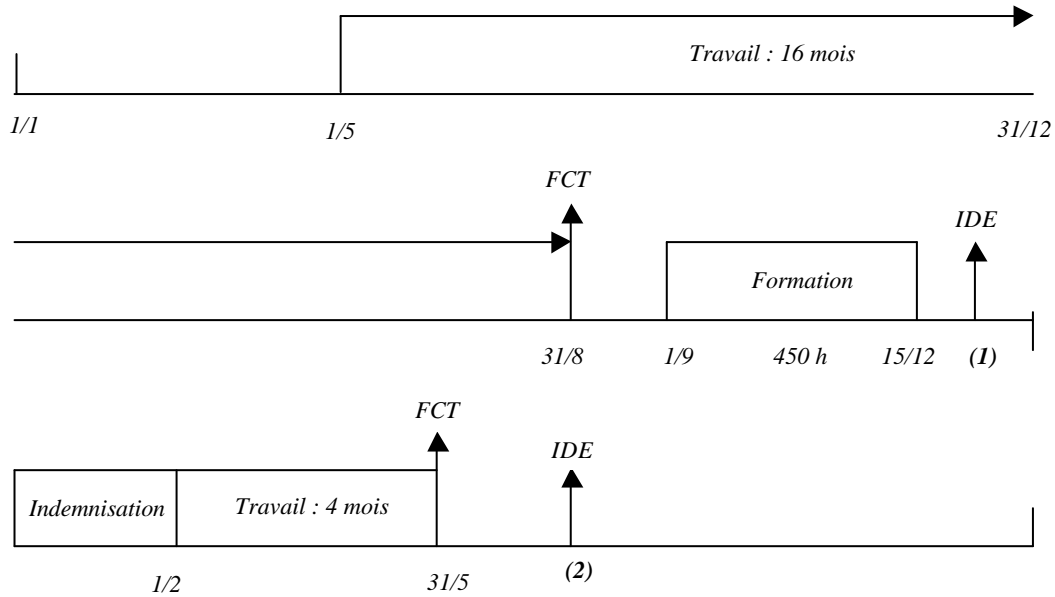 Travail : 16 mois
1/1 1/5 31/12
FCT
IDE
Formation
31/8 1/9 450 h 15/12 (1)
FCT
IDE
Indemnisation Travail : 4 mois
1/2 31/5 (2)